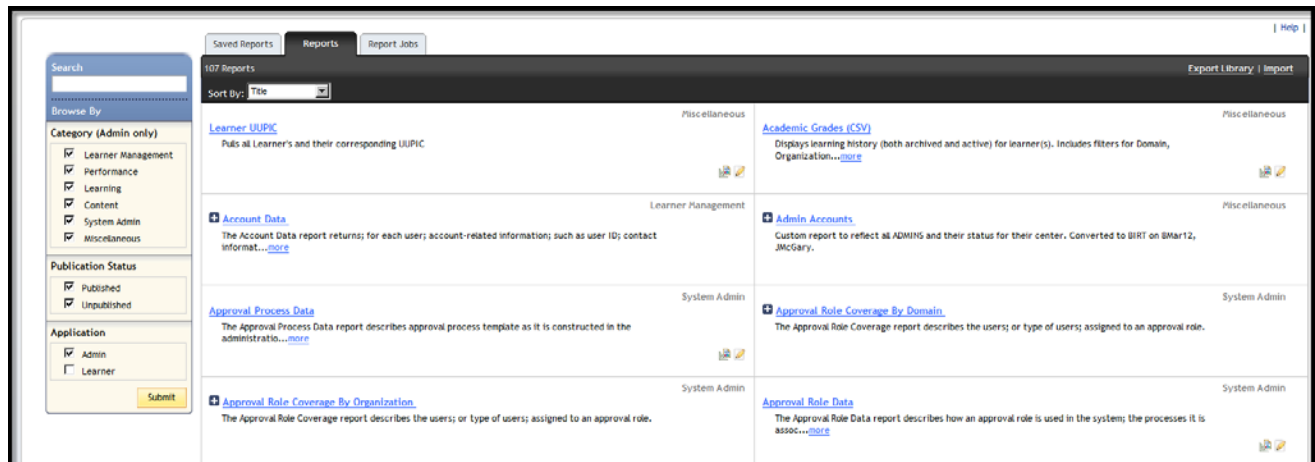 | Help |
Saved Reports
Reports
Report Jobs
Search
107 Reports
Export Library | Import
Sort By: Title
Browse By
Category (Admin only)
Learner Management
Performance
Learning
Content
System Admin
Miscellaneous
Publication Status
Published
Unpublished
Application
Admin
Learner
Submit
Miscellaneous
Learner UUPIC
Puls all Learner's and their corresponding UUPIC
Miscellaneous
Academic Grades (CSV)
Displays learning history (both archived and active) for learner(s). Includes filters for Domain,
Organization...more
Learner Management
Account Data
The Account Data report returns; for each user; account-related information; such as user ID; contact
informat...more
Miscellaneous
Admin Accounts
Custom report to reflect all ADMINS and their status for their center. Converted to BIRT on 8Mar12,
JMcGary.
System Admin
Approval Process Data
The Approval Process Data report describes approval process template as it is constructed in the
administratio...more
System Admin
Approval Role Coverage By Domain
The Approval Role Coverage report describes the users; or type of users; assigned to an approval role.
System Admin
Approval Role Coverage By Organization
The Approval Role Coverage report describes the users; or type of users; assigned to an approval role.
System Admin
Approval Role Data
The Approval Role Data report describes how an approval role is used in the system; the processes it is
assoc...more